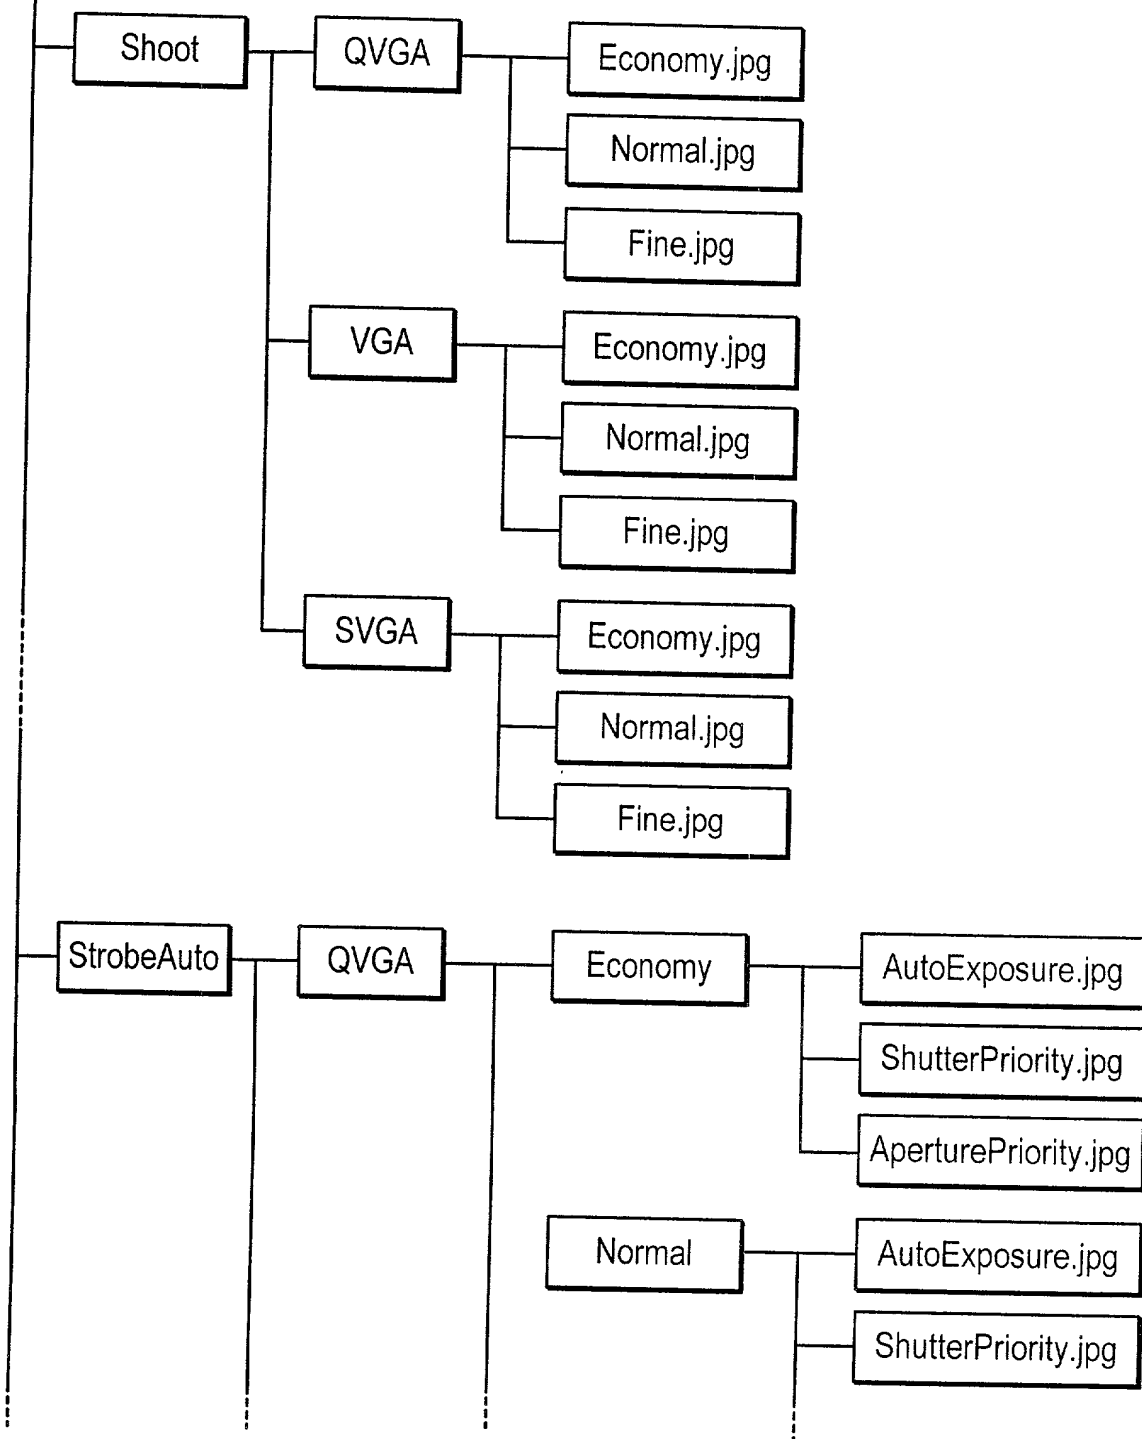 Shoot
QVGA
Economy.jpg
Normal.jpg
Fine.jpg
VGA
Economy.jpg
Normal.jpg
Fine.jpg
SVGA
Economy.jpg
Normal.jpg
Fine.jpg
StrobeAuto
QVGA
Economy
AutoExposure.jpg
ShutterPriority.jpg
AperturePriority.jpg
Normal
AutoExposure.jpg
ShutterPriority.jpg